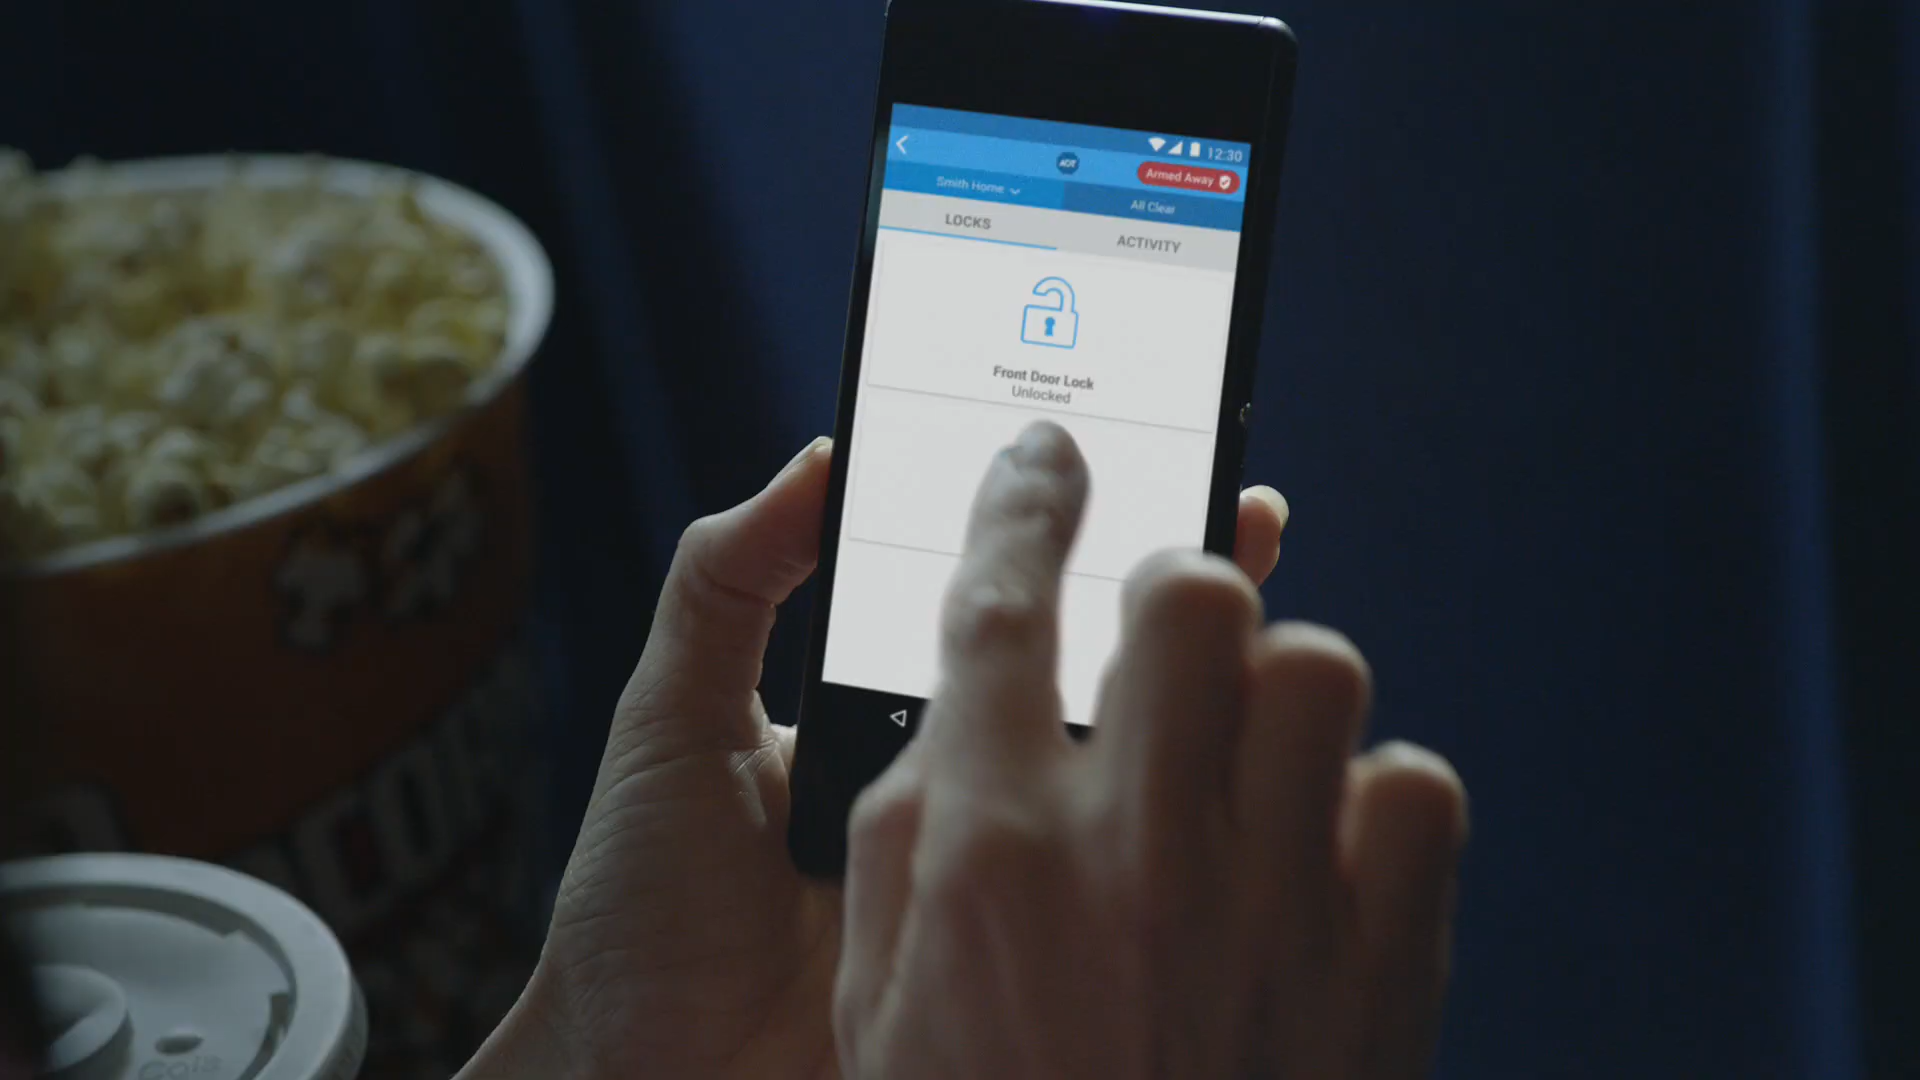 12:30
ADT
Armed Away
Smith Home
All Clear
LOCKS
ACTIVITY
Front Door Lock
Unlocked